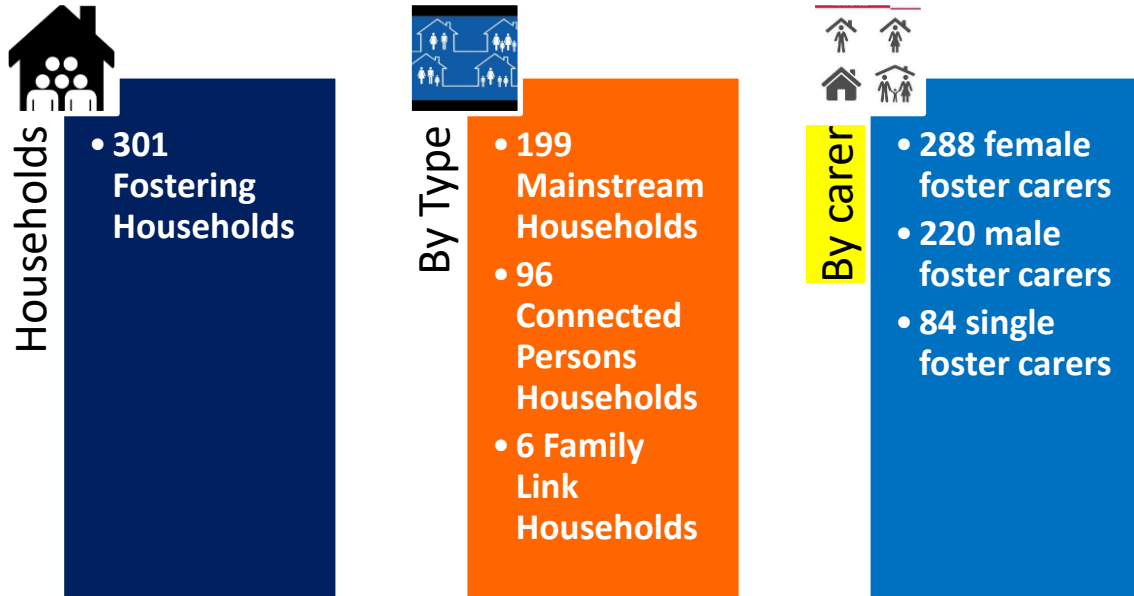 Households
• 301
Fostering
Households
By Type
• 199
Mainstream
Households
• 96
Connected
Persons
Households
• 6 Family
Link
Households
By carer
• 288 female
foster carers
• 220 male
foster carers
• 84 single
foster carers